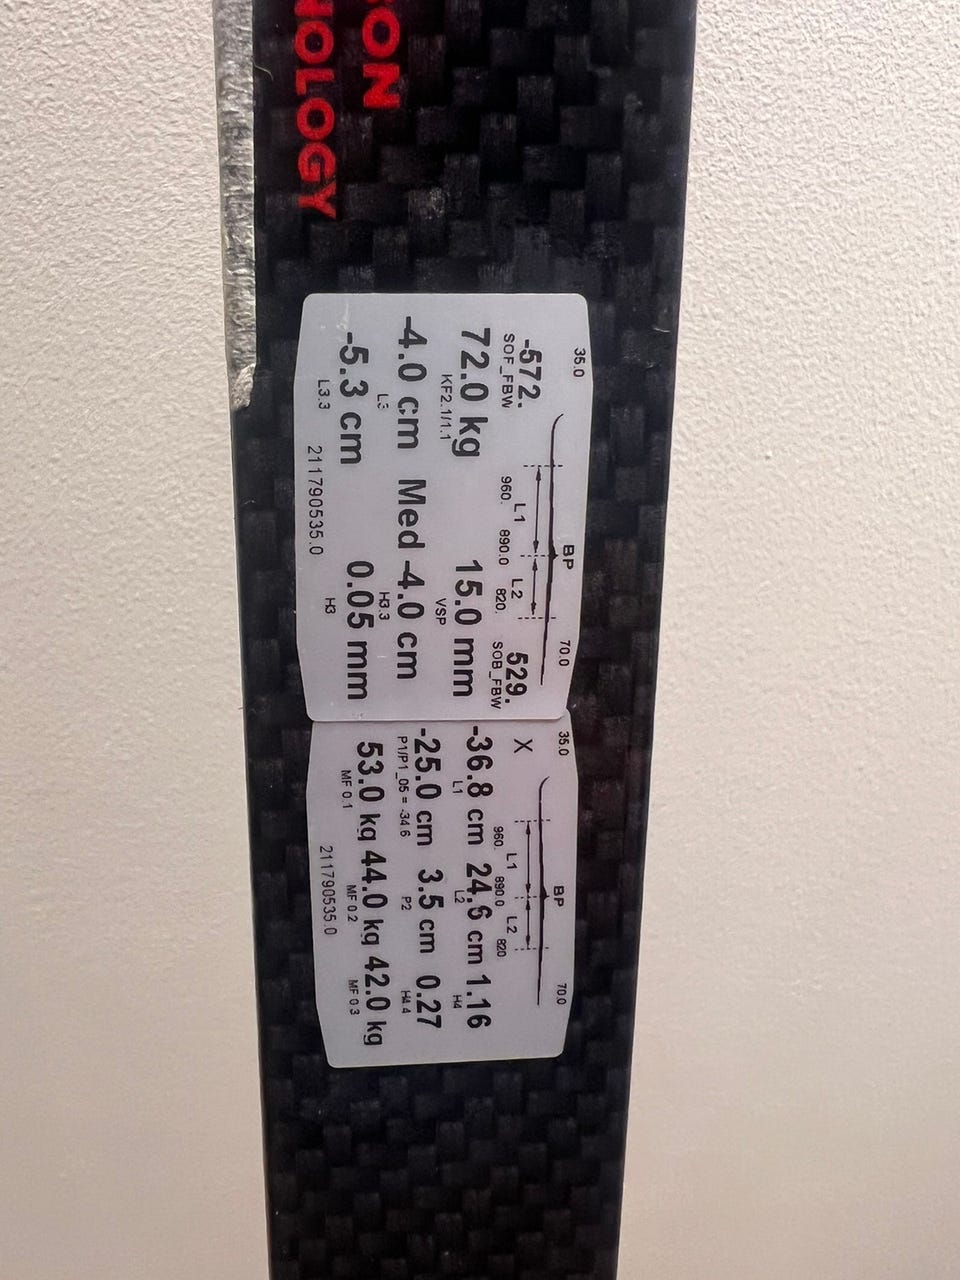 ON
NOLOGY
35.0 BP 70.0
L1 L2
-572. 960. 890.0 820. 529.
SOF_FBW SOB_FBW
72.0 kg 15.0 mm
KF2.1/1.1 VSP
-4.0 cm Med -4.0 cm
H3.3
-5.3 cm 0.05 mm
L3.3 211790535.0 H3
35.0 BP 70.0
L1 L2
X 960. 890.0 820
-36.8 cm 24.6 cm 1.16
L1 L2 H4
-25.0 cm 3.5 cm 0.27
P1/P1_05 = -34.6 P2 H4.4
53.0 kg 44.0 kg 42.0 kg
MF 0.1 MF 0.2 MF 0.3
211790535.0